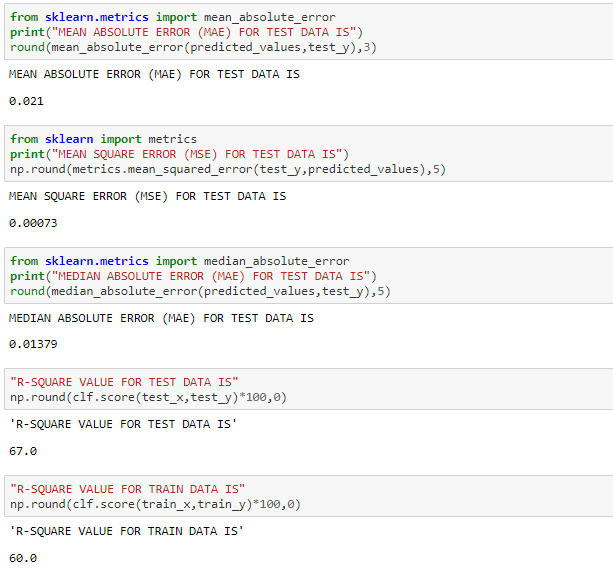 from sklearn.metrics import mean_absolute_error
print("MEAN ABSOLUTE ERROR (MAE) FOR TEST DATA IS")
round(mean_absolute_error(predicted_values,test_y),3)
MEAN ABSOLUTE ERROR (MAE) FOR TEST DATA IS
0.021
from sklearn import metrics
print("MEAN SQUARE ERROR (MSE) FOR TEST DATA IS")
np.round(metrics.mean_squared_error(test_y,predicted_values),5)
MEAN SQUARE ERROR (MSE) FOR TEST DATA IS
0.00073
from sklearn.metrics import median_absolute_error
print("MEDIAN ABSOLUTE ERROR (MAE) FOR TEST DATA IS")
round(median_absolute_error(predicted_values,test_y),5)
MEDIAN ABSOLUTE ERROR (MAE) FOR TEST DATA IS
0.01379
"R-SQUARE VALUE FOR TEST DATA IS"
np.round(clf.score(test_x,test_y)*100,0)
'R-SQUARE VALUE FOR TEST DATA IS'
67.0
"R-SQUARE VALUE FOR TRAIN DATA IS"
np.round(clf.score(train_x,train_y)*100,0)
'R-SQUARE VALUE FOR TRAIN DATA IS'
60.0